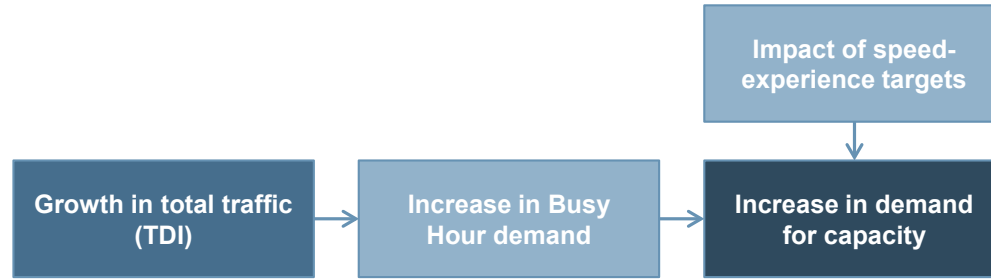 Impact of speed-
experience targets
Growth in total traffic
(TDI)
Increase in Busy
Hour demand
Increase in demand
for capacity